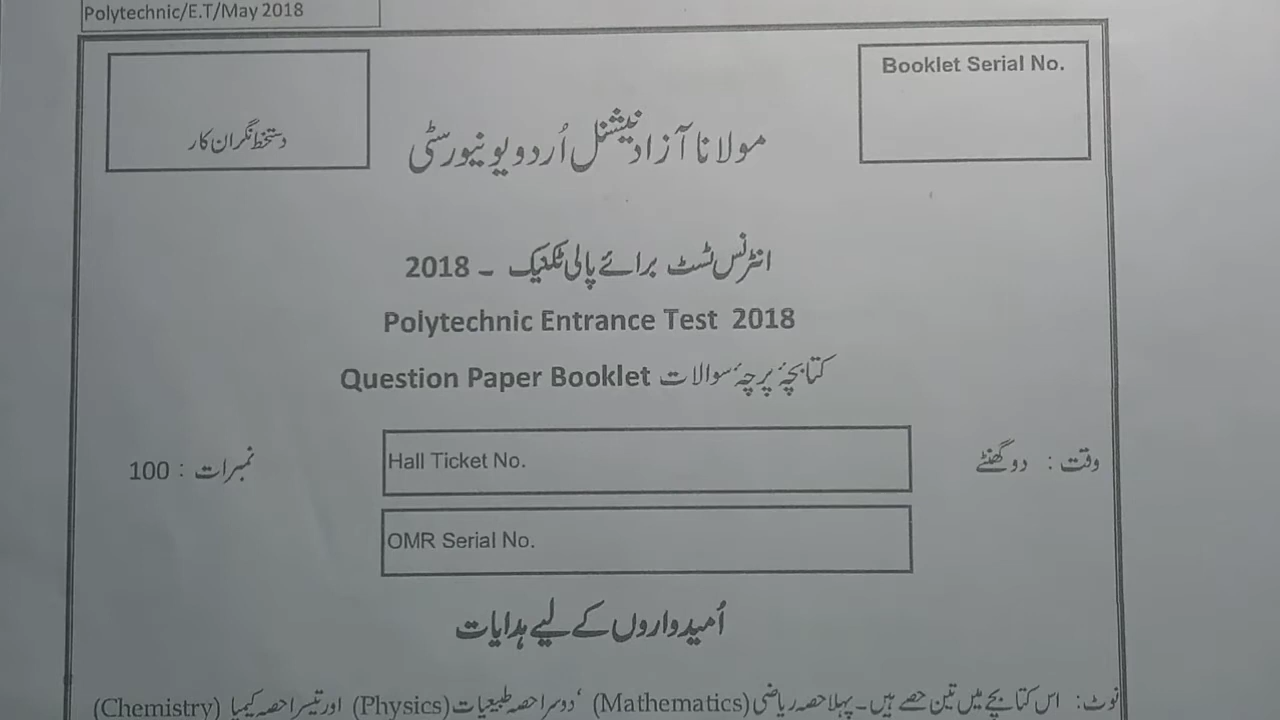 Polytechnic/E.T/May 2018
Booklet Serial No.
دستخط نگران کار
مولانا آزاد نیشنل اُردو یونیورسٹی
انٹرنس ٹسٹ برائے پالی ٹکنیک ۔ 2018
Polytechnic Entrance Test 2018
Question Paper Booklet کتابچۂ پرچۂ سوالات
وقت : دو گھنٹے
Hall Ticket No.
نمبرات : 100
OMR Serial No.
اُمیدواروں کے لیے ہدایات
نوٹ: اس کتابچے میں تین حصے ہیں۔ پہلا حصہ ریاضی (Mathematics) ‘ دوسرا حصہ طبیعیات (Physics) اور تیسرا حصہ کیمیا (Chemistry)